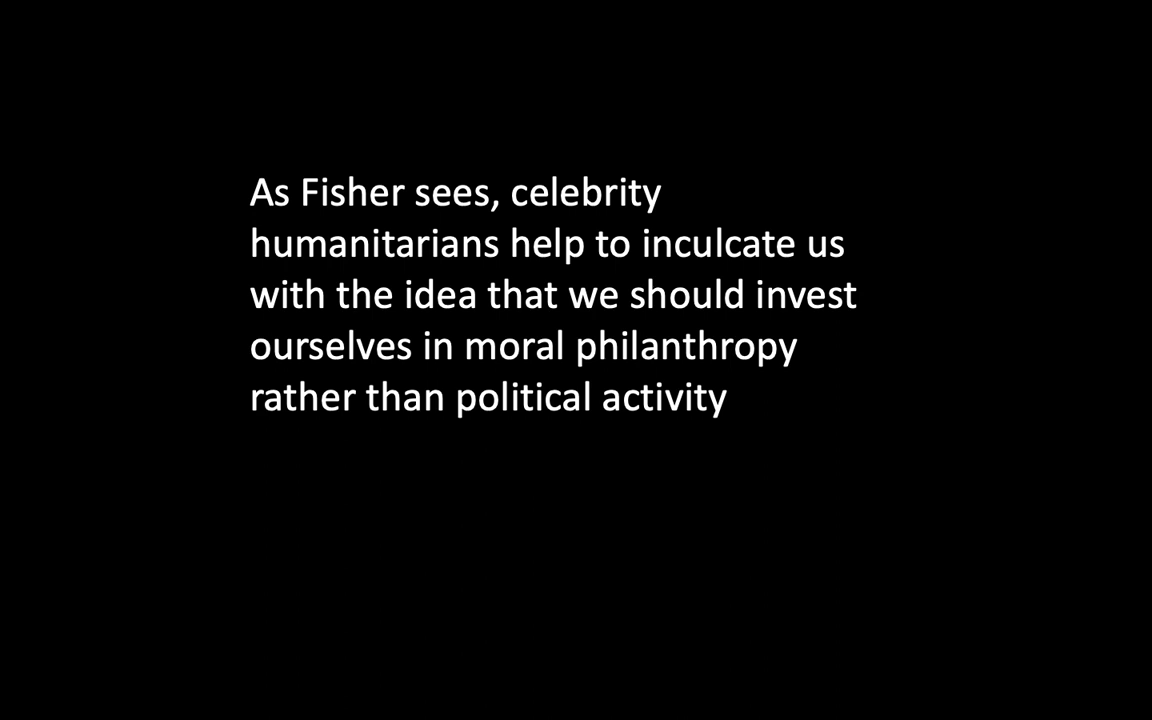 As Fisher sees, celebrity
humanitarians help to inculcate us
with the idea that we should invest
ourselves in moral philanthropy
rather than political activity